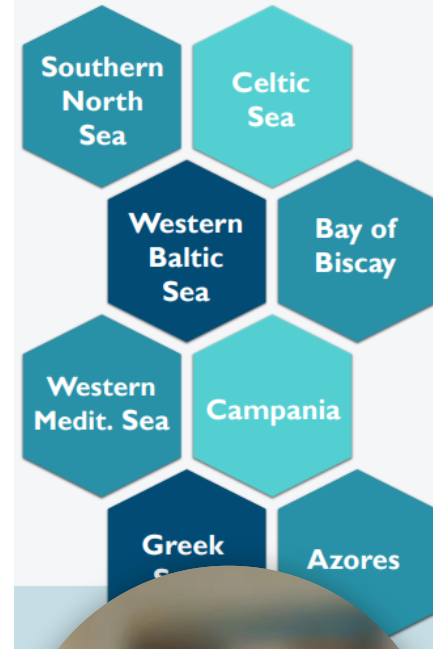 Southern
North
Sea
Celtic
Sea
Western
Baltic
Sea
Bay of
Biscay
Western
Medit. Sea
Campania
Greek
Azores